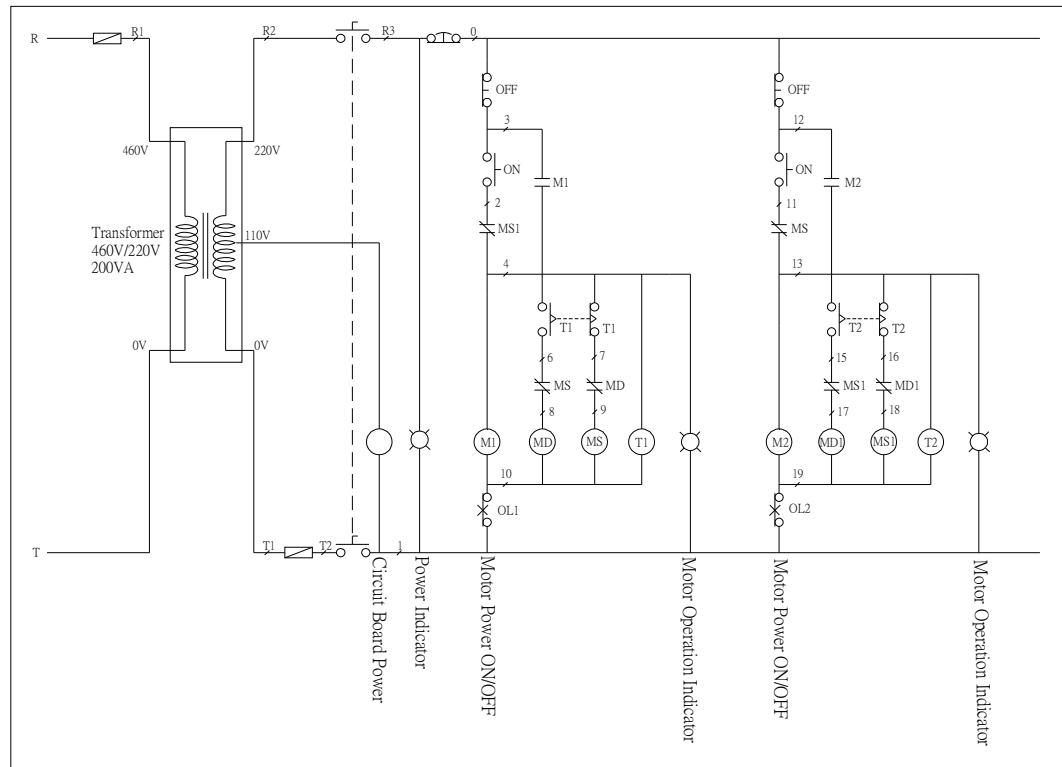 R
R1
R2
R3
0
OFF
OFF
3
12
460V
220V
ON
M1
ON
M2
2
11
MS1
MS
Transformer
460V/220V
200VA
110V
4
13
T1
T1
T2
T2
0V
0V
6
7
15
16
MS
MD
MS1
MD1
8
9
17
18
M1
MD
MS
T1
M2
MD1
MS1
T2
10
19
OL1
OL2
T
T1
T2
1
Circuit Board Power
Power Indicator
Motor Power ON/OFF
Motor Operation Indicator
Motor Power ON/OFF
Motor Operation Indicator